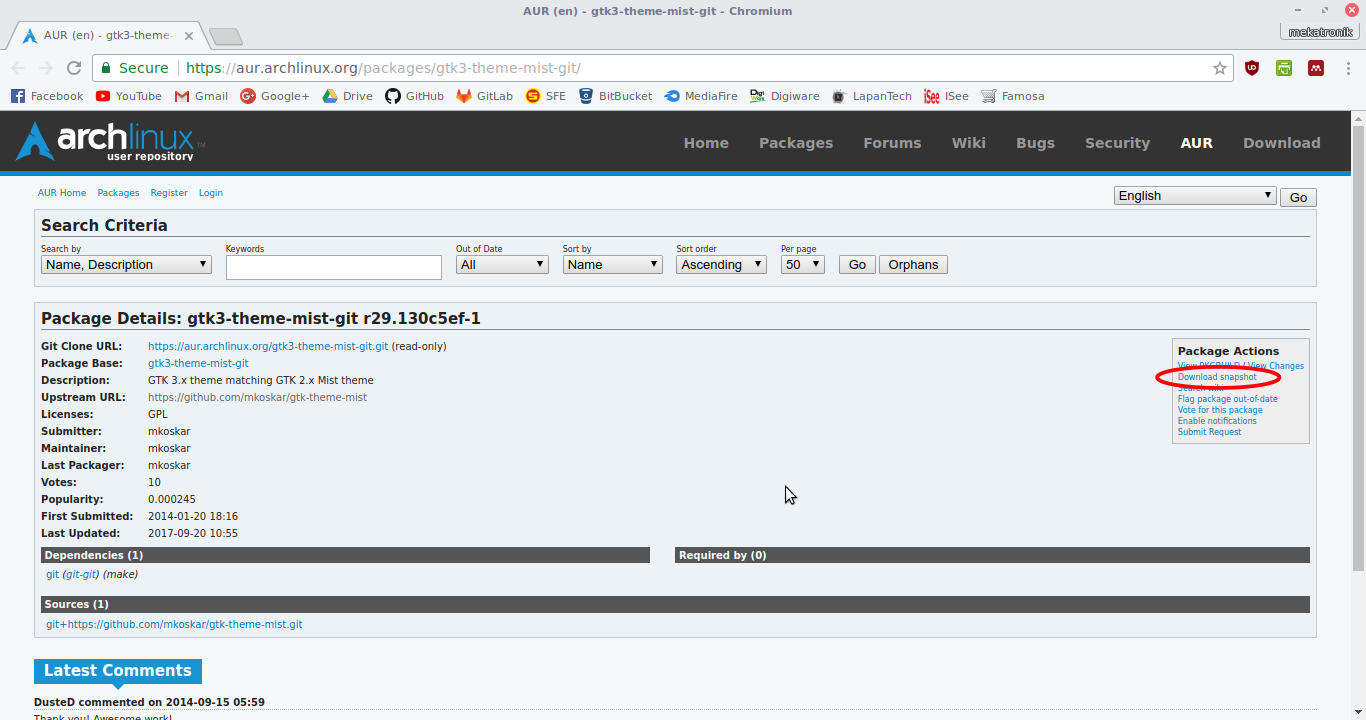 AUR (en) - gtk3-theme-mist-git - Chromium
AUR (en) - gtk3-theme-
mekatronik
Secure https://aur.archlinux.org/packages/gtk3-theme-mist-git/
Facebook YouTube Gmail Google+ Drive GitHub GitLab SFE BitBucket MediaFire Digiware LapanTech ISee Famosa
archlinux TM
user repository
Home Packages Forums Wiki Bugs Security AUR Download
AUR Home Packages Register Login
English Go
Search Criteria
Search by Keywords Out of Date Sort by Sort order Per page
Name, Description All Name Ascending 50 Go Orphans
Package Details: gtk3-theme-mist-git r29.130c5ef-1
Git Clone URL: https://aur.archlinux.org/gtk3-theme-mist-git.git (read-only)
Package Base: gtk3-theme-mist-git
Description: GTK 3.x theme matching GTK 2.x Mist theme
Upstream URL: https://github.com/mkoskar/gtk-theme-mist
Licenses: GPL
Submitter: mkoskar
Maintainer: mkoskar
Last Packager: mkoskar
Votes: 10
Popularity: 0.000245
First Submitted: 2014-01-20 18:16
Last Updated: 2017-09-20 10:55
Package Actions
View PKGBUILD / View Changes
Download snapshot
Search wiki
Flag package out-of-date
Vote for this package
Enable notifications
Submit Request
Dependencies (1)
git (git-git) (make)
Required by (0)
Sources (1)
git+https://github.com/mkoskar/gtk-theme-mist.git
Latest Comments
DusteD commented on 2014-09-15 05:59
Thank you! Awesome work!